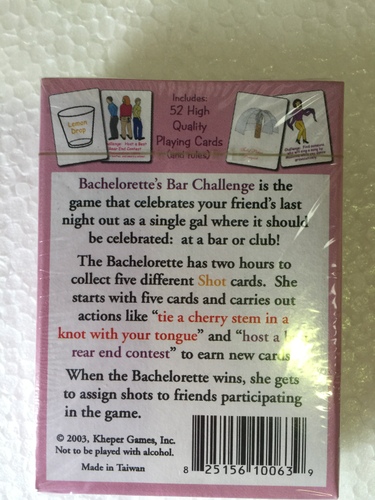 Includes:
52 High
Quality
Playing Cards
(and rules)
Lemon
Drop
Bachelorette's Bar Challenge is the
game that celebrates your friend's last
night out as a single gal where it should
be celebrated: at a bar or club!
The Bachelorette has two hours to
collect five different Shot cards. She
starts with five cards and carries out
actions like "tie a cherry stem in a
knot with your tongue" and "host a
rear end contest" to earn new cards
When the Bachelorette wins, she gets
to assign shots to friends participating
in the game.
© 2003, Kheper Games, Inc.
Not to be played with alcohol.
Made in Taiwan
8 25156 10063 9